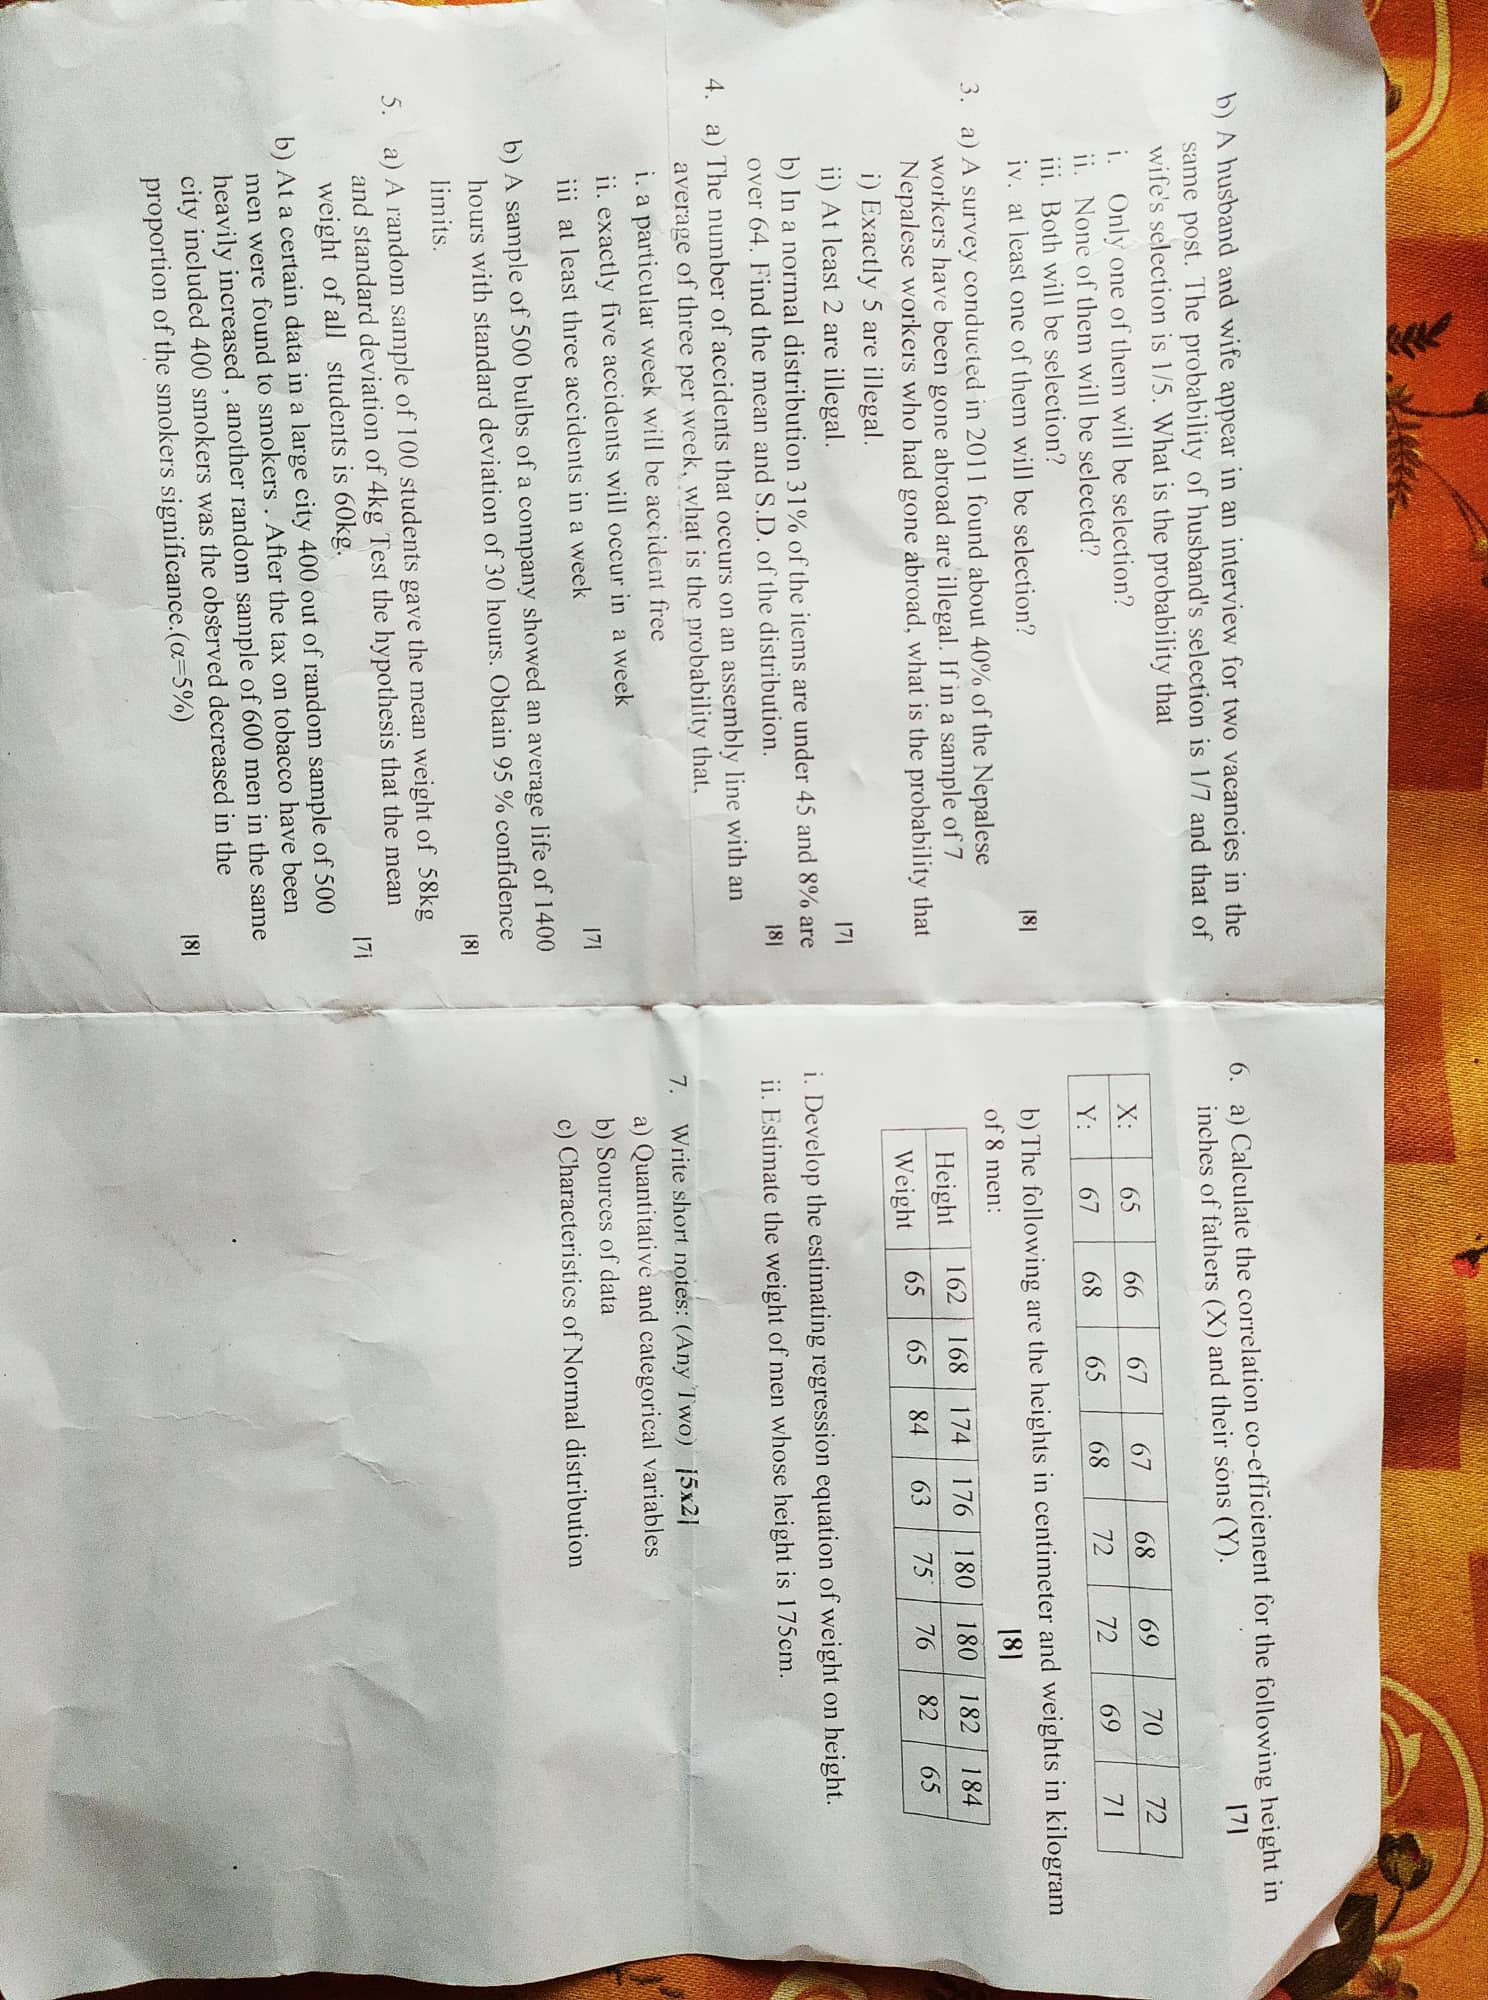 b) A husband and wife appear in an interview for two vacancies in the
same post. The probability of husband's selection is 1/7 and that of
wife's selection is 1/5. What is the probability that
i. Only one of them will be selection?
ii. None of them will be selected?
iii. Both will be selection?
iv. at least one of them will be selection? [8]
3. a) A survey conducted in 2011 found about 40% of the Nepalese
workers have been gone abroad are illegal. If in a sample of 7
Nepalese workers who had gone abroad, what is the probability that
i) Exactly 5 are illegal.
ii) At least 2 are illegal. [7]
b) In a normal distribution 31% of the items are under 45 and 8% are
over 64. Find the mean and S.D. of the distribution. [8]
4. a) The number of accidents that occurs on an assembly line with an
average of three per week, what is the probability that,
i. a particular week will be accident free
ii. exactly five accidents will occur in a week
iii at least three accidents in a week [7]
b) A sample of 500 bulbs of a company showed an average life of 1400
hours with standard deviation of 30 hours. Obtain 95 % confidence
limits. [8]
5. a) A random sample of 100 students gave the mean weight of 58kg
and standard deviation of 4kg Test the hypothesis that the mean
weight of all students is 60kg. [7]
b) At a certain data in a large city 400 out of random sample of 500
men were found to smokers . After the tax on tobacco have been
heavily increased , another random sample of 600 men in the same
city included 400 smokers was the observed decreased in the
proportion of the smokers significance.(α=5%) [8]
6. a) Calculate the correlation co-efficienent for the following height in
inches of fathers (X) and their sons (Y). [7]
X: 65 66 67 67 68 69 70 72
Y: 67 68 65 68 72 72 69 71
b) The following are the heights in centimeter and weights in kilogram
of 8 men: [8]
Height 162 168 174 176 180 180 182 184
Weight 65 65 84 63 75 76 82 65
i. Develop the estimating regression equation of weight on height.
ii. Estimate the weight of men whose height is 175cm.
7. Write short notes: (Any Two) [5x2]
a) Quantitative and categorical variables
b) Sources of data
c) Characteristics of Normal distribution